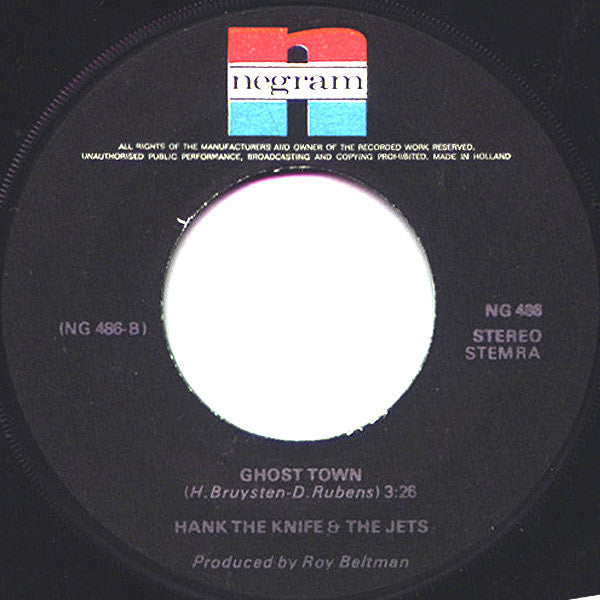 negram
ALL RIGHTS OF THE MANUFACTURERS AND OWNER OF THE RECORDED WORK RESERVED.
UNAUTHORISED PUBLIC PERFORMANCE, BROADCASTING AND COPYING PROHIBITED. MADE IN HOLLAND
(NG 486-B)
NG 486
STEREO
STEMRA
GHOST TOWN
(H. Bruysten-D. Rubens) 3:26
HANK THE KNIFE & THE JETS
Produced by Roy Beltman